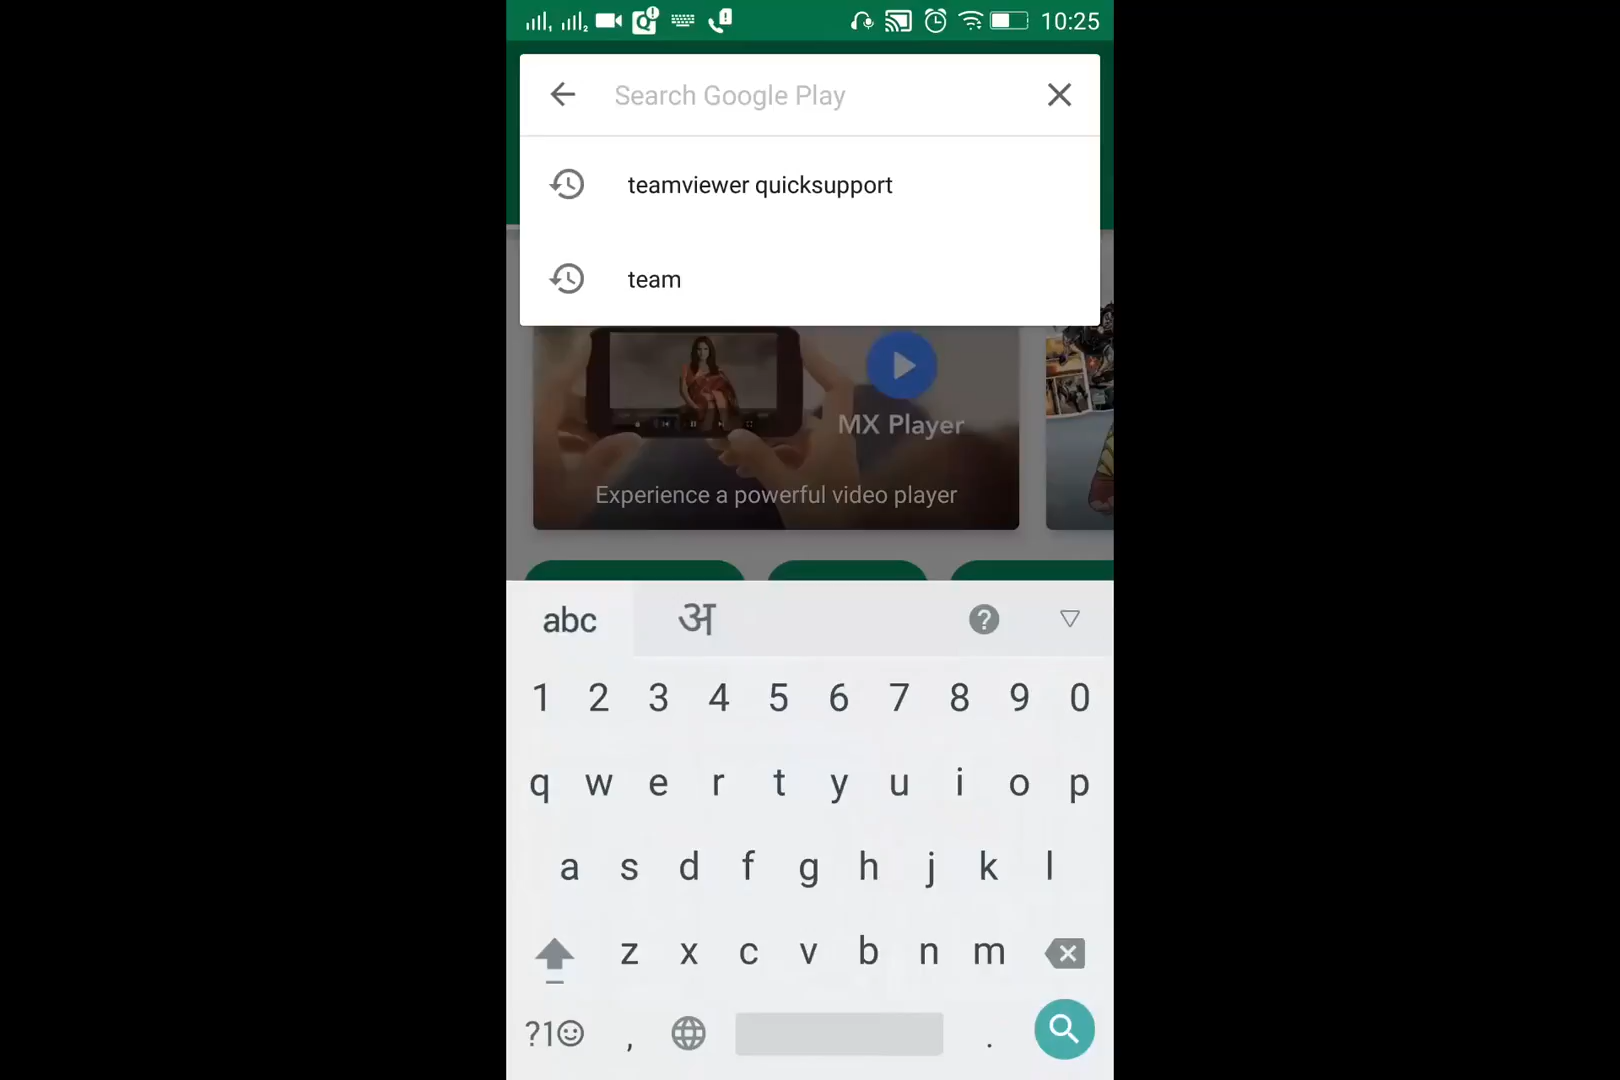 10:25
Search Google Play
teamviewer quicksupport
team
MX Player
Experience a powerful video player
abc अ ?
1 2 3 4 5 6 7 8 9 0
q w e r t y u i o p
a s d f g h j k l
z x c v b n m
?1☺ , .